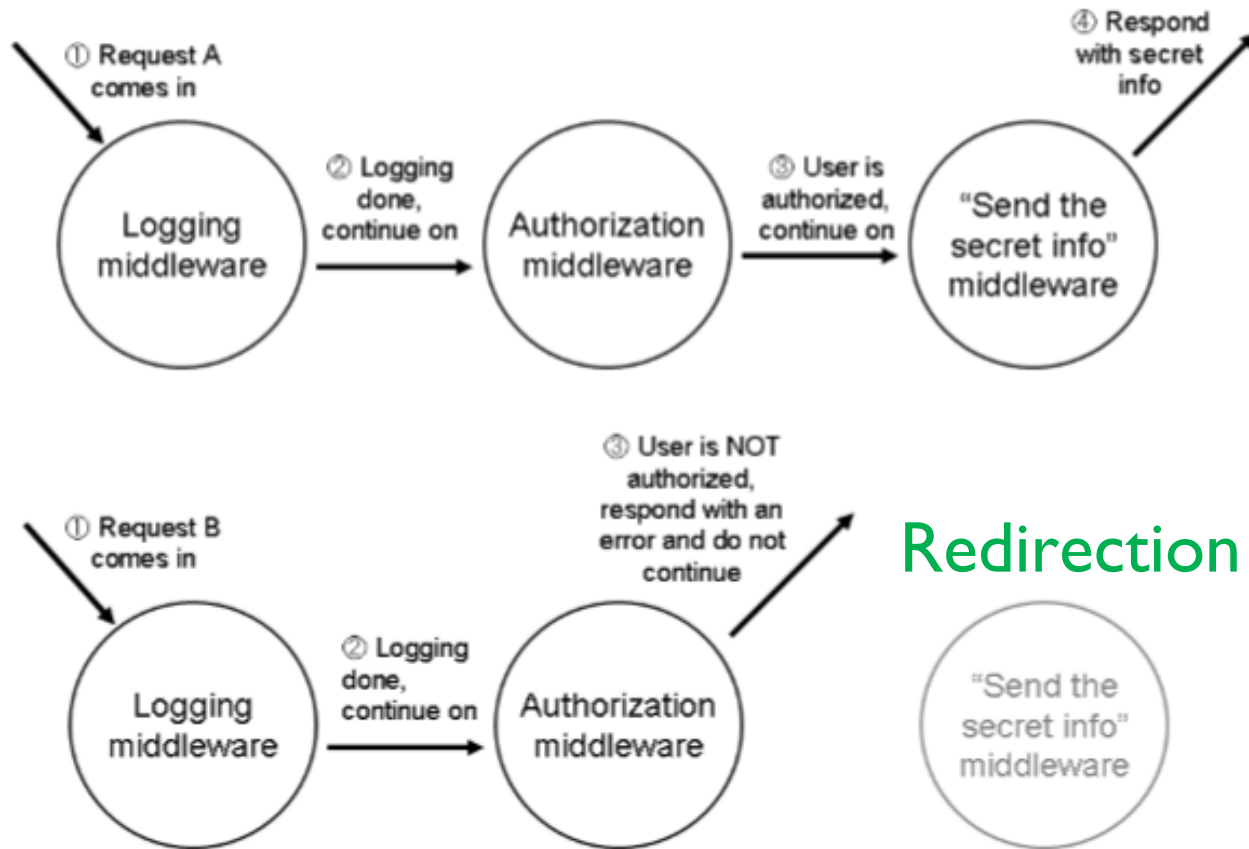 ① Request A
comes in
② Logging
done,
continue on
③ User is
authorized,
continue on
④ Respond
with secret
info
Logging
middleware
Authorization
middleware
“Send the
secret info”
middleware
① Request B
comes in
② Logging
done,
continue on
③ User is NOT
authorized,
respond with an
error and do not
continue
Redirection
Logging
middleware
Authorization
middleware
“Send the
secret info”
middleware